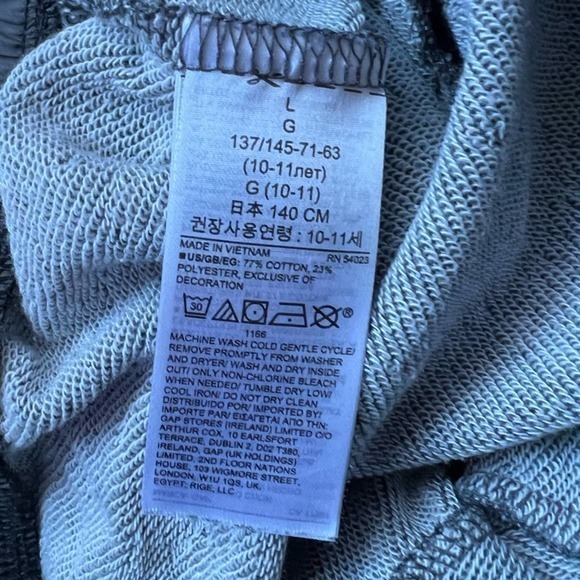 L
G
137/145-71-63
(10-11лет)
G (10-11)
日本 140 CM
권장사용연령 : 10-11세
MADE IN VIETNAM RN 54023
■US/GB/EG: 77% COTTON, 23%
POLYESTER, EXCLUSIVE OF
DECORATION
30
®
1166
MACHINE WASH COLD GENTLE CYCLE/
REMOVE PROMPTLY FROM WASHER
AND DRYER/ WASH AND DRY INSIDE
OUT/ ONLY NON-CHLORINE BLEACH
WHEN NEEDED/ TUMBLE DRY LOW/
COOL IRON/ DO NOT DRY CLEAN
DISTRIBUIDO POR/ IMPORTED BY/
IMPORTE PAR/ ΕΙΣΑΓΕΤΑΙ ΑΠΟ ΤΗΝ:
GAP STORES (IRELAND) LIMITED C/O
ARTHUR COX, 10 EARLSFORT
TERRACE, DUBLIN 2, D02 T380,
IRELAND, GAP (UK HOLDINGS)
LIMITED, 2ND FLOOR NATIONS
HOUSE, 103 WIGMORE STREET,
LONDON, W1U 1QS, UK,
EGYPT: RIGE, LLC